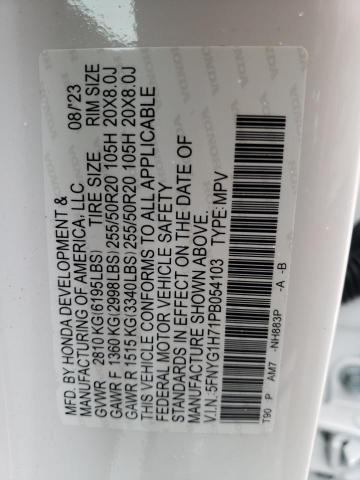 MFD. BY HONDA DEVELOPMENT & 08/'23
MANUFACTURING OF AMERICA, LLC
TIRE SIZE RIM SIZE
GVWR 2810 KG(6195LBS)
GAWR F 1360 KG(2998LBS)255/50R20 105H 20X8.0J
GAWR R 1515 KG(3340LBS)255/50R20 105H 20X8.0J
THIS VEHICLE CONFORMS TO ALL APPLICABLE
FEDERAL MOTOR VEHICLE SAFETY
STANDARDS IN EFFECT ON THE DATE OF
MANUFACTURE SHOWN ABOVE.
V.I.N.:5FNYG1H71PB054103 TYPE:MPV
T90 P AM7 -NH883P -A -B
HONDA HONDA HONDA